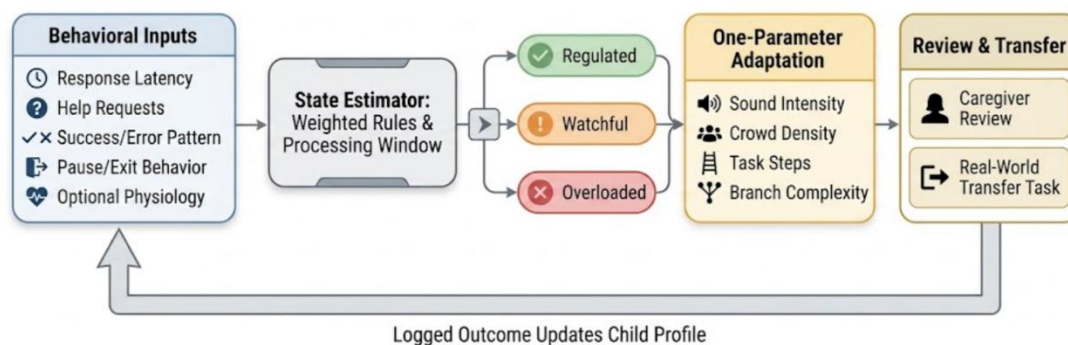 Behavioral Inputs
Response Latency
Help Requests
Success/Error Pattern
Pause/Exit Behavior
Optional Physiology
State Estimator:
Weighted Rules &
Processing Window
Regulated
Watchful
Overloaded
One-Parameter
Adaptation
Sound Intensity
Crowd Density
Task Steps
Branch Complexity
Review & Transfer
Caregiver
Review
Real-World
Transfer Task
Logged Outcome Updates Child Profile